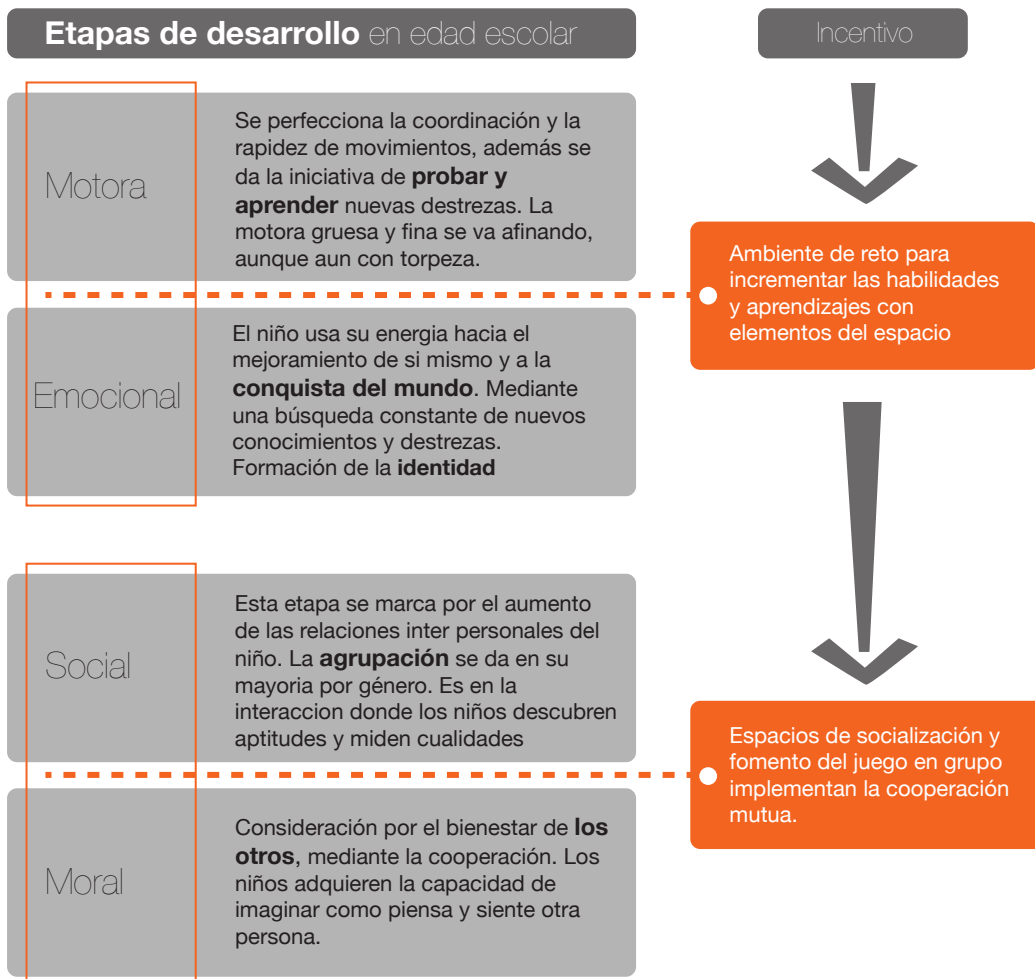 Etapas de desarrollo en edad escolar
Incentivo
Motora
Se perfecciona la coordinación y la
rapidez de movimientos, además se
da la iniciativa de probar y
aprender nuevas destrezas. La
motora gruesa y fina se va afinando,
aunque aun con torpeza.
Ambiente de reto para
incrementar las habilidades
y aprendizajes con
elementos del espacio
Emocional
El niño usa su energia hacia el
mejoramiento de si mismo y a la
conquista del mundo. Mediante
una búsqueda constante de nuevos
conocimientos y destrezas.
Formación de la identidad
Social
Esta etapa se marca por el aumento
de las relaciones inter personales del
niño. La agrupación se da en su
mayoria por género. Es en la
interaccion donde los niños descubren
aptitudes y miden cualidades
Espacios de socialización y
fomento del juego en grupo
implementan la cooperación
mutua.
Moral
Consideración por el bienestar de los
otros, mediante la cooperación. Los
niños adquieren la capacidad de
imaginar como piensa y siente otra
persona.